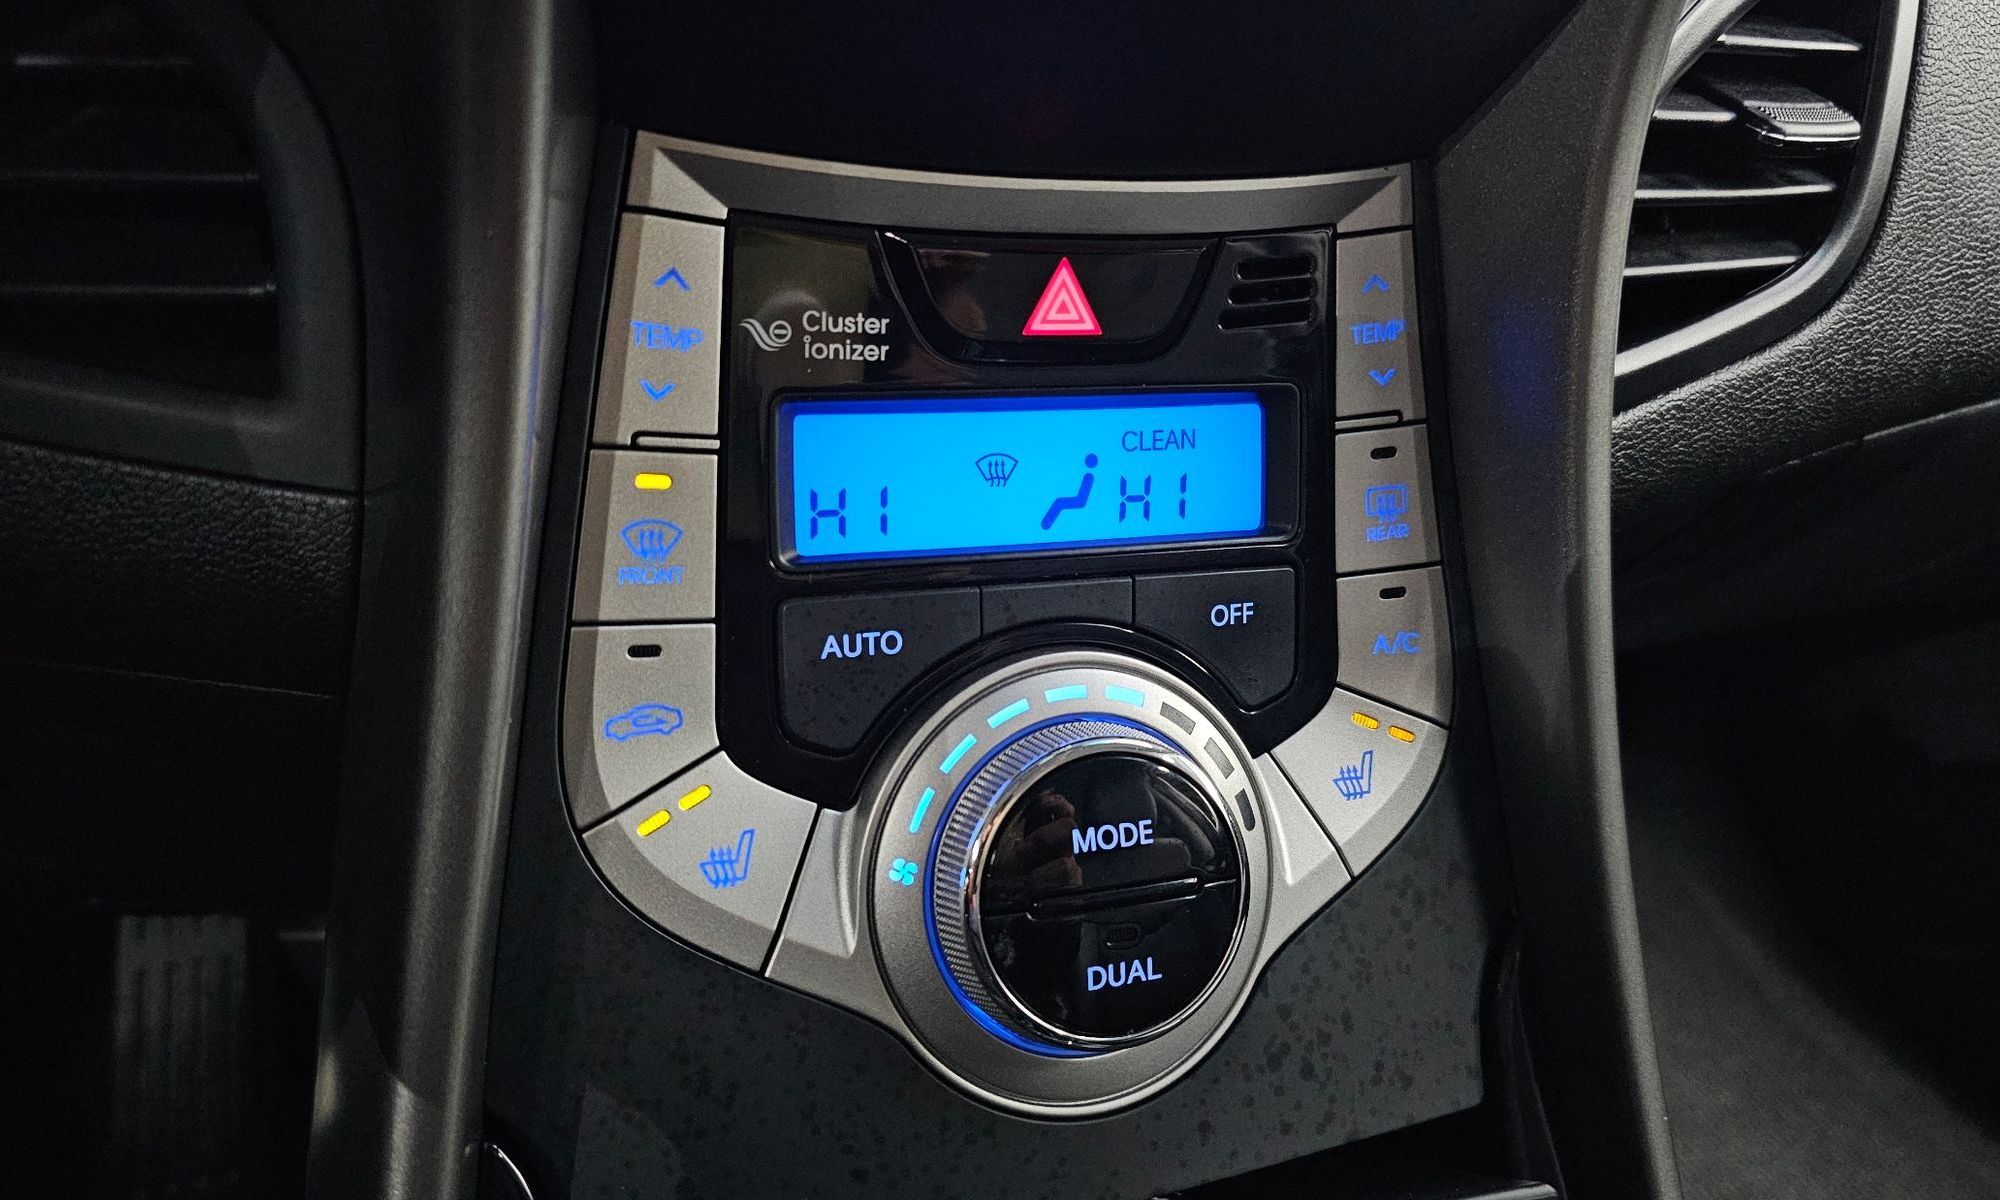 Cluster
ionizer
TEMP
TEMP
CLEAN
HI
HI
FRONT
REAR
AUTO
OFF
A/C
MODE
DUAL